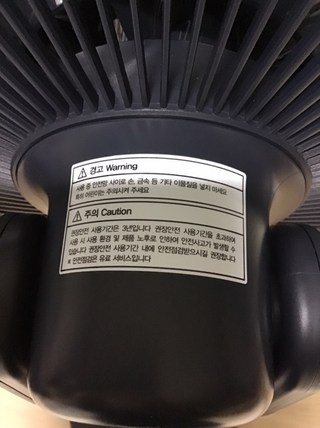 ⚠ 경고 Warning
사용 중 안전망 사이로 손, 금속 등 기타 이물질을 넣지 마세요
특히 어린이는 주의시켜 주세요
⚠ 주의 Caution
권장안전 사용기간은 3년입니다 권장안전 사용기간을 초과하여
사용 시 사용 환경 및 제품 노후로 인하여 안전사고가 발생할 수
있습니다 권장안전 사용기간 내에 안전점검받으시길 권장합니다
※ 안전점검은 유료 서비스입니다